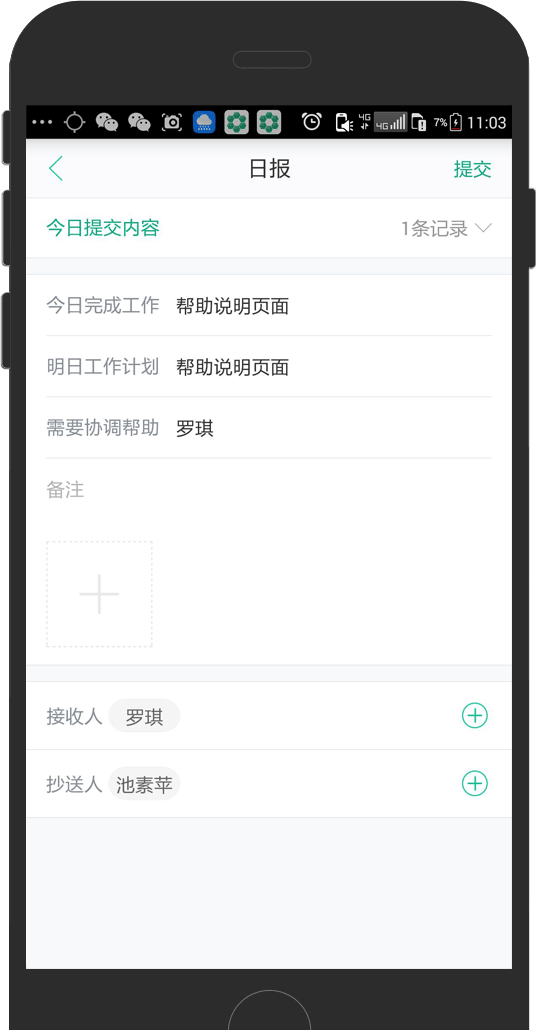 4G 4G 7% 11:03
日报 提交
今日提交内容 1条记录
今日完成工作 帮助说明页面
明日工作计划 帮助说明页面
需要协调帮助 罗琪
备注
接收人 罗琪
抄送人 池素苹